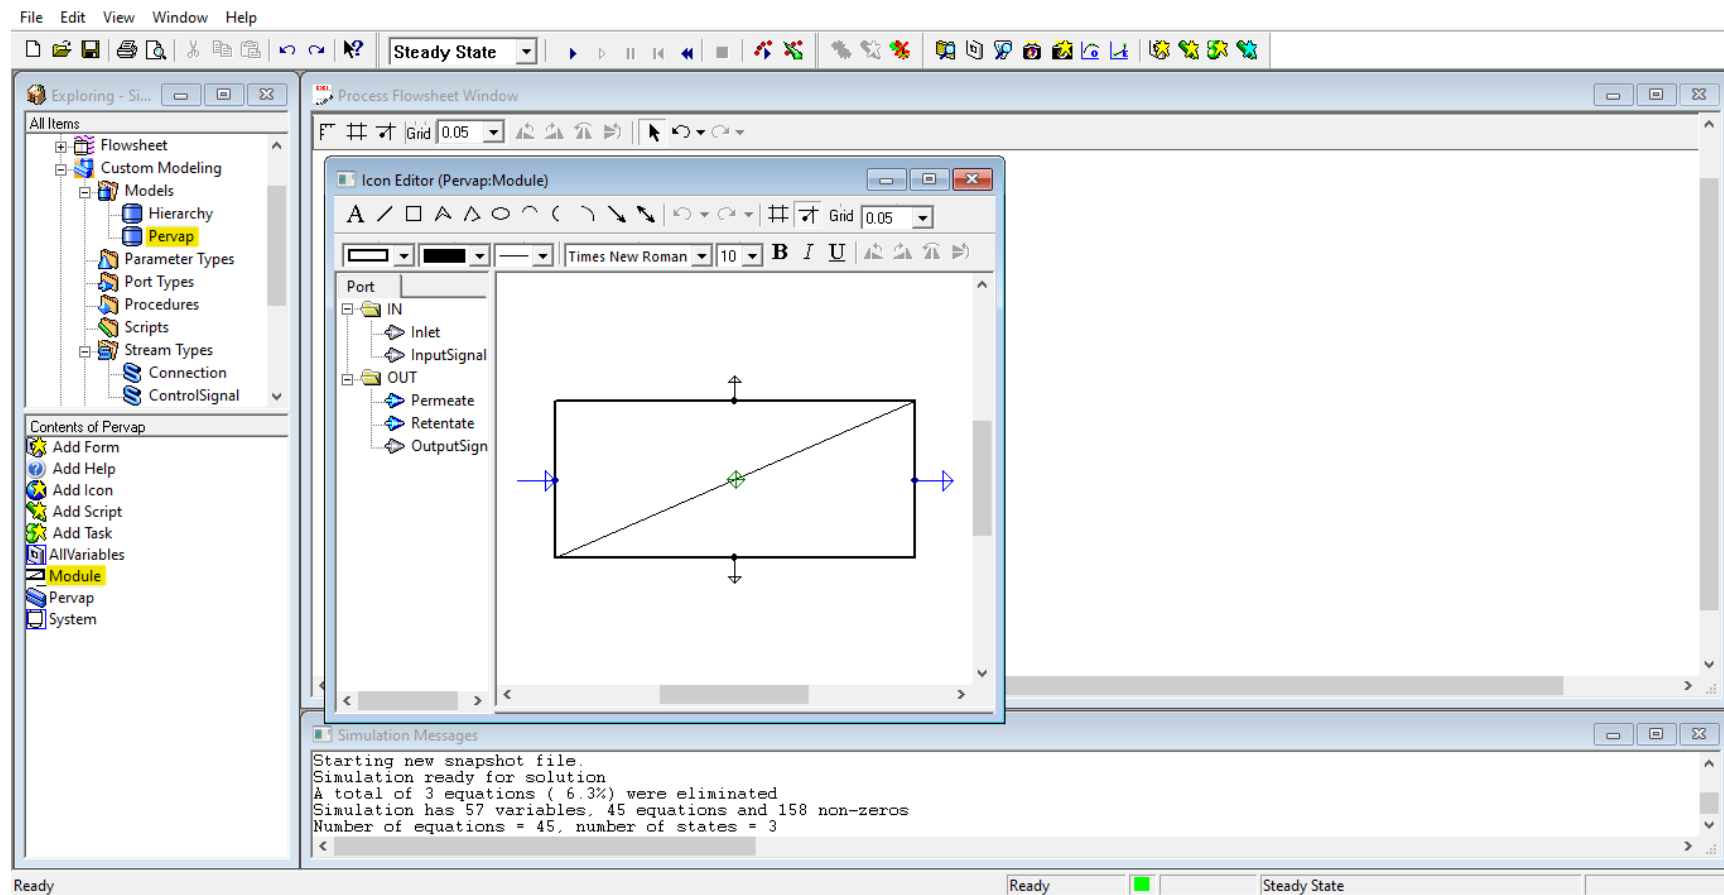 File Edit View Window Help
Steady State
Exploring - Si...
All Items
Flowsheet
Custom Modeling
Models
Hierarchy
Pervap
Parameter Types
Port Types
Procedures
Scripts
Stream Types
Connection
ControlSignal
Contents of Pervap
Add Form
Add Help
Add Icon
Add Script
Add Task
AllVariables
Module
Pervap
System
Process Flowsheet Window
Grid 0.05
Icon Editor (Pervap:Module)
A Grid 0.05
Times New Roman 10 B I U
Port
IN
Inlet
InputSignal
OUT
Permeate
Retentate
OutputSign
Simulation Messages
Starting new snapshot file.
Simulation ready for solution
A total of 3 equations ( 6.3%) were eliminated
Simulation has 57 variables, 45 equations and 158 non-zeros
Number of equations = 45, number of states = 3
Ready Ready Steady State